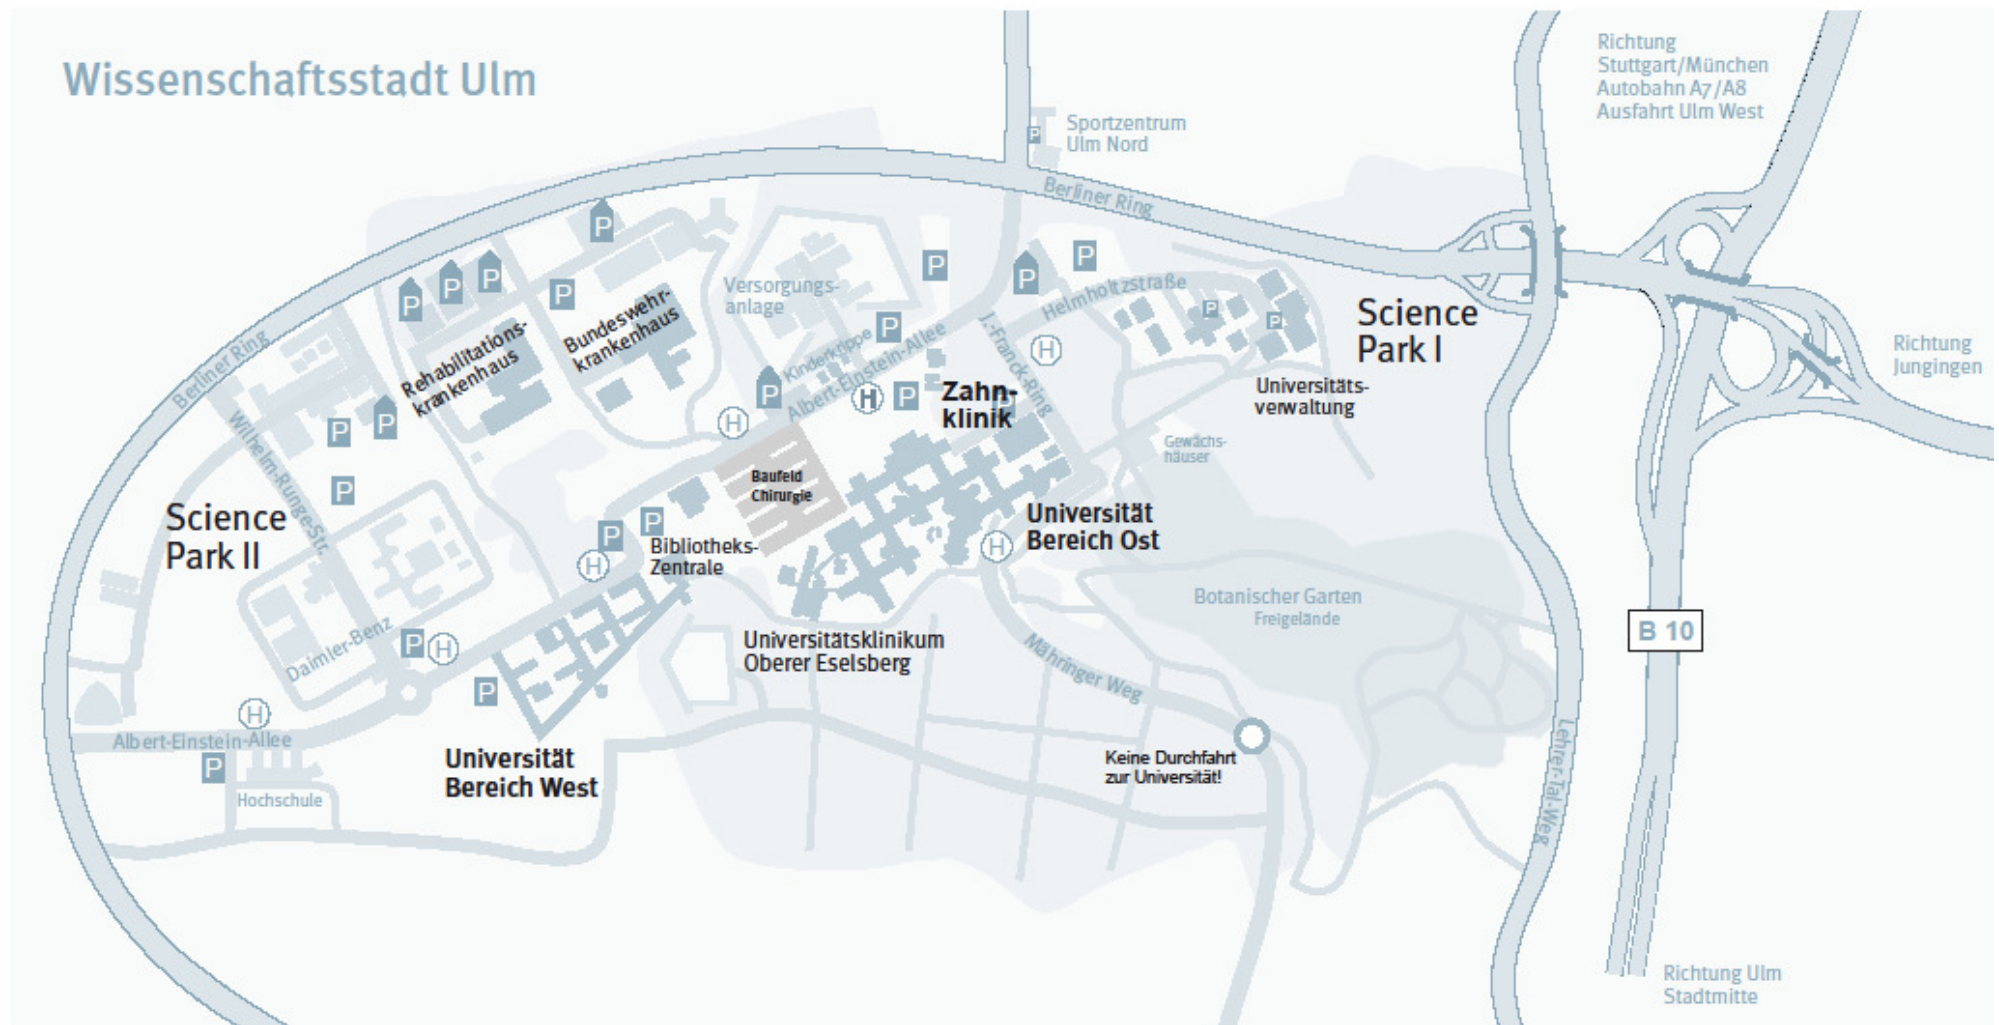 Wissenschaftsstadt Ulm
Richtung
Stuttgart/München
Autobahn A7/A8
Ausfahrt Ulm West
P
Sportzentrum
Ulm Nord
Berliner Ring
P
P
P
P
P
P
P
P
P
Versorgungs-
anlage
Helmholtzstraße
P
P
Science
Park I
Bundeswehr-
krankenhaus
Rehabilitations-
krankenhaus
Berliner Ring
Kinderkrippe
P
Albert-Einstein-Allee
J.-Franck-Ring
H
Richtung
Jungingen
P
H
P
Zahn-
klinik
P
Universitäts-
verwaltung
P
P
H
Wilhelm-Runge-Str.
Gewächs-
häuser
Baufeld
Chirurgie
P
Science
Park II
P
P
H
Bibliotheks-
Zentrale
Universität
Bereich Ost
H
Botanischer Garten
Freigelände
B 10
Daimler-Benz
P
H
Universitätsklinikum
Oberer Eselsberg
Mähringer Weg
P
H
Albert-Einstein-Allee
P
Hochschule
Universität
Bereich West
Keine Durchfahrt
zur Universität!
Lehrer-Tal-Weg
Richtung Ulm
Stadtmitte